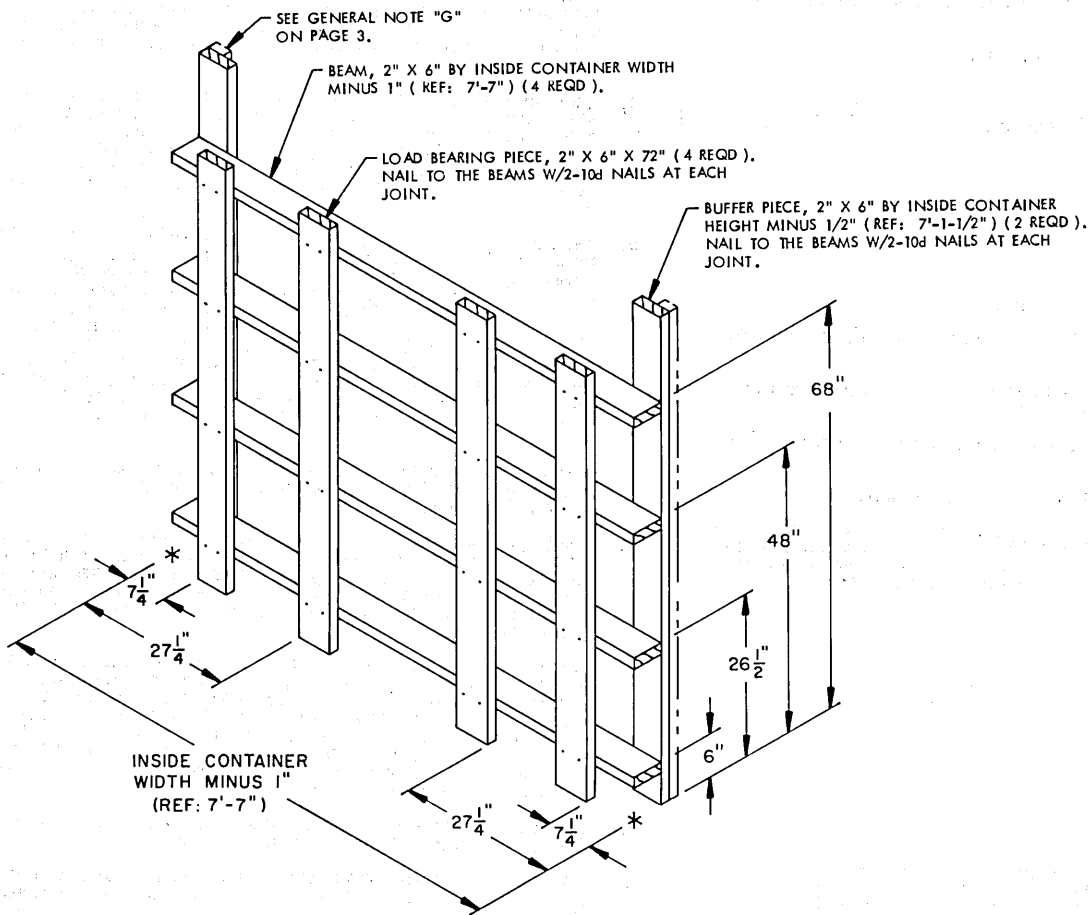 SEE GENERAL NOTE "G"
ON PAGE 3.
BEAM, 2" X 6" BY INSIDE CONTAINER WIDTH
MINUS 1" ( REF: 7'-7" ) ( 4 REQD ).
LOAD BEARING PIECE, 2" X 6" X 72" ( 4 REQD ).
NAIL TO THE BEAMS W/2-10d NAILS AT EACH
JOINT.
BUFFER PIECE, 2" X 6" BY INSIDE CONTAINER
HEIGHT MINUS 1/2" (REF: 7'-1-1/2" ) ( 2 REQD ).
NAIL TO THE BEAMS W/2-10d NAILS AT EACH
JOINT.
68"
48"
26 1/2"
6"
*
7 1/4"
27 1/4"
INSIDE CONTAINER
WIDTH MINUS 1"
(REF: 7'-7")
27 1/4"
7 1/4"
*